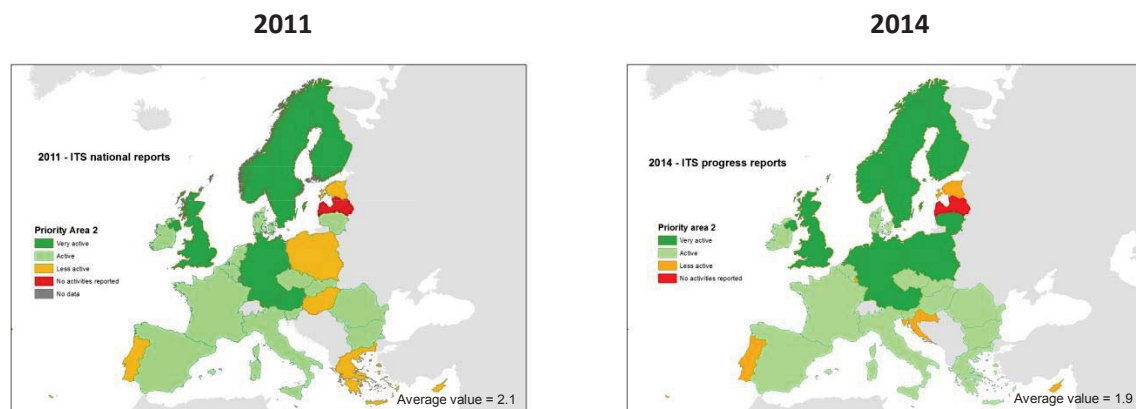 2011
2014
2011 - ITS national reports
Priority Area 2
Very active
Active
Less active
No activities reported
No data
Average value = 2.1
2014 - ITS progress reports
Priority Area 2
Very active
Active
Less active
No activities reported
Average value = 1.9